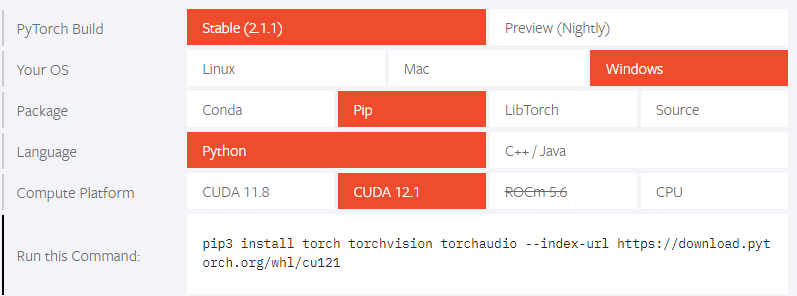 PyTorch Build Stable (2.1.1) Preview (Nightly)
Your OS Linux Mac Windows
Package Conda Pip LibTorch Source
Language Python C++ / Java
Compute Platform CUDA 11.8 CUDA 12.1 ROCm 5.6 CPU
Run this Command: pip3 install torch torchvision torchaudio --index-url https://download.pyt
orch.org/whl/cu121